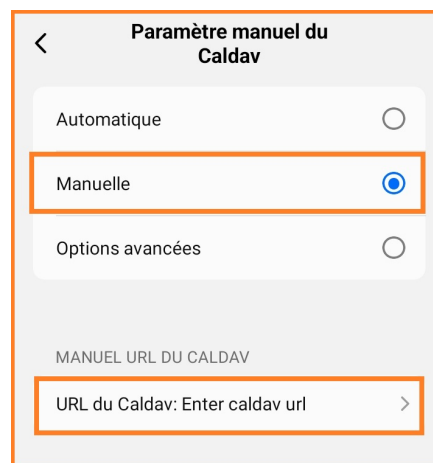 Paramètre manuel du
Caldav
Automatique
Manuelle
Options avancées
MANUEL URL DU CALDAV
URL du Caldav: Enter caldav url